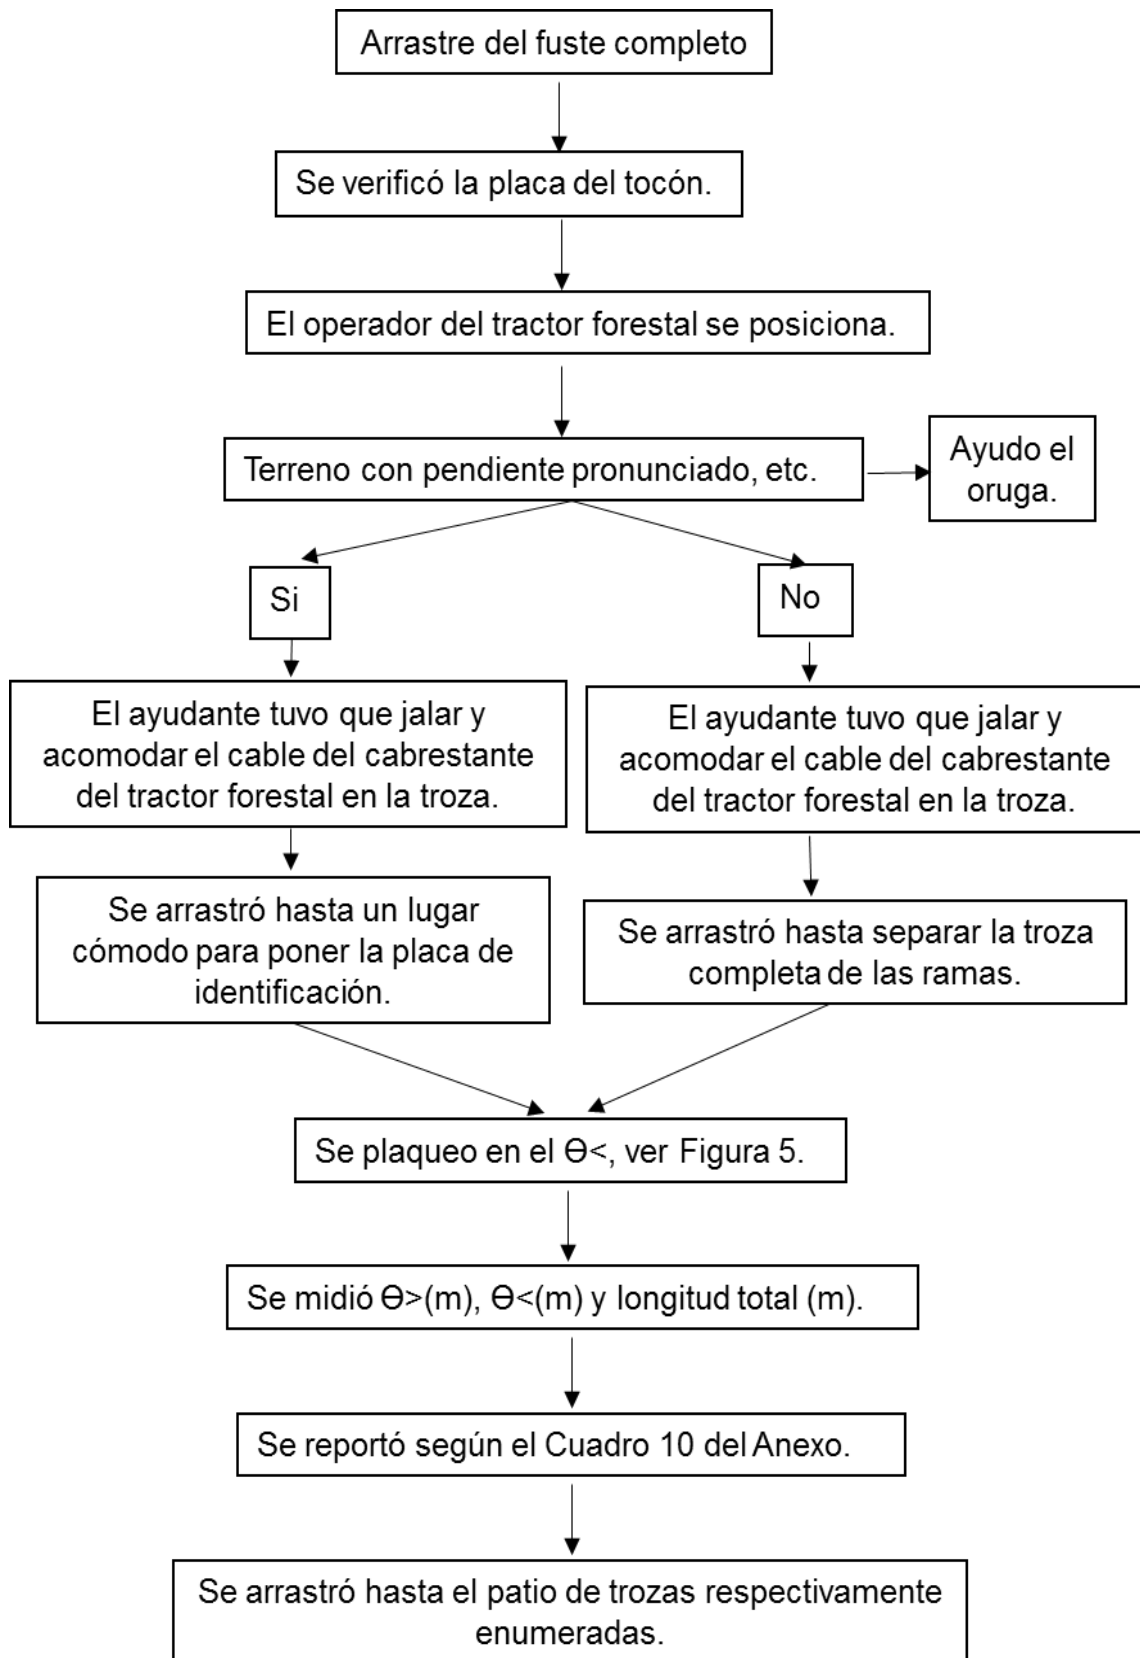 Arrastre del fuste completo
Se verificó la placa del tocón.
El operador del tractor forestal se posiciona.
Terreno con pendiente pronunciado, etc.
Ayudo el
oruga.
Si
No
El ayudante tuvo que jalar y
acomodar el cable del cabrestante
del tractor forestal en la troza.
El ayudante tuvo que jalar y
acomodar el cable del cabrestante
del tractor forestal en la troza.
Se arrastró hasta un lugar
cómodo para poner la placa de
identificación.
Se arrastró hasta separar la troza
completa de las ramas.
Se plaqueo en el Ө<, ver Figura 5.
Se midió Ө>(m), Ө<(m) y longitud total (m).
Se reportó según el Cuadro 10 del Anexo.
Se arrastró hasta el patio de trozas respectivamente
enumeradas.